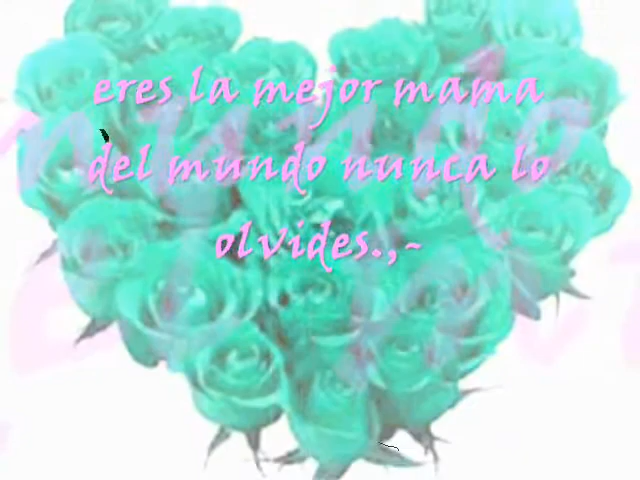 eres la mejor mama
del mundo nunca lo
olvides.,-